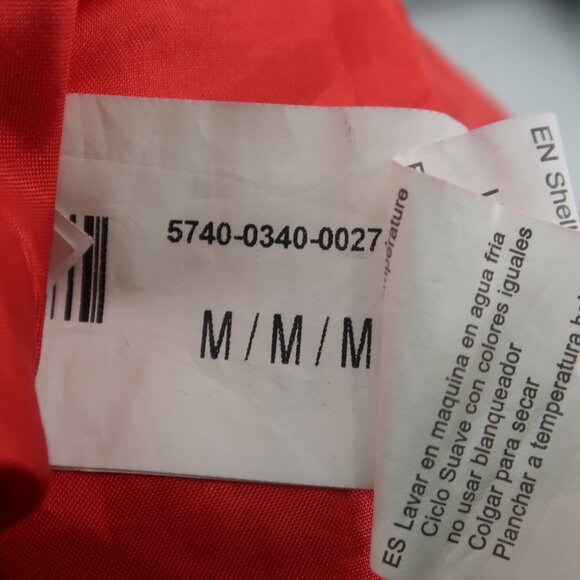 5740-0340-0027
M / M / M
temperature
EN Shell
ES Lavar en maquina en agua fria
Ciclo Suave con colores iguales
no usar blanqueador
Colgar para secar
Planchar a temperatura